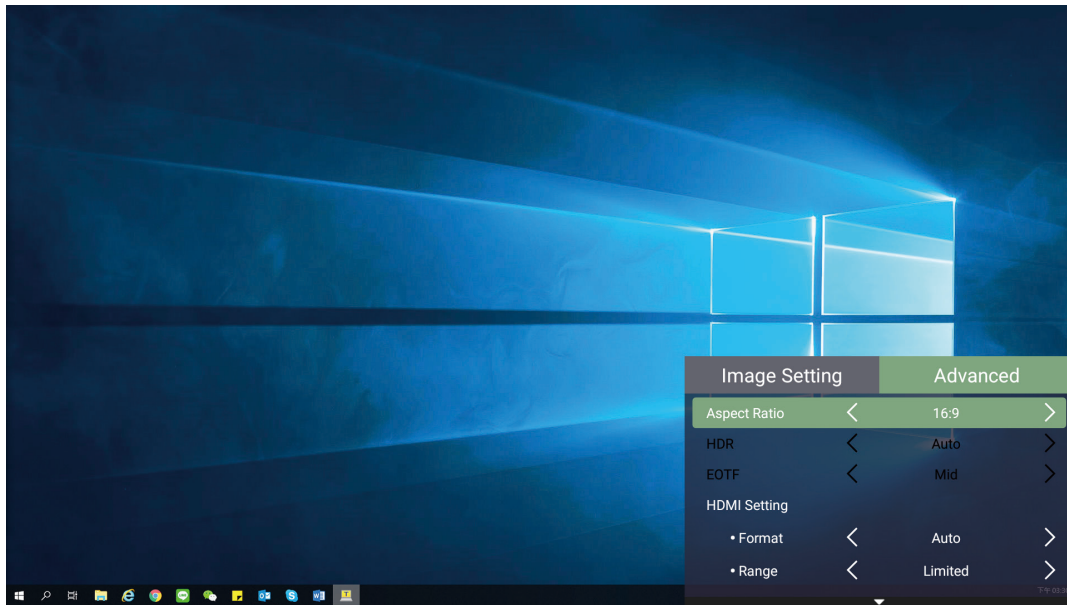 Image Setting Advanced
Aspect Ratio 16:9
HDR Auto
EOTF Mid
HDMI Setting
• Format Auto
• Range Limited